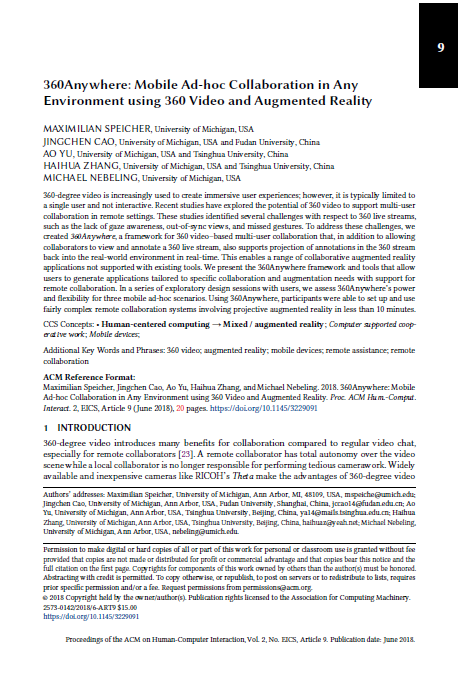 9
360Anywhere: Mobile Ad-hoc Collaboration in Any
Environment using 360 Video and Augmented Reality
MAXIMILIAN SPEICHER, University of Michigan, USA
JINGCHEN CAO, University of Michigan, USA and Fudan University, China
AO YU, University of Michigan, USA and Tsinghua University, China
HAIHUA ZHANG, University of Michigan, USA and Tsinghua University, China
MICHAEL NEBELING, University of Michigan, USA
360-degree video is increasingly used to create immersive user experiences; however, it is typically limited to
a single user and not interactive. Recent studies have explored the potential of 360 video to support multi-user
collaboration in remote settings. These studies identified several challenges with respect to 360 live streams,
such as the lack of gaze awareness, out-of-sync views, and missed gestures. To address these challenges, we
created 360Anywhere, a framework for 360 video-based multi-user collaboration that, in addition to allowing
collaborators to view and annotate a 360 live stream, also supports projection of annotations in the 360 stream
back into the real-world environment in real-time. This enables a range of collaborative augmented reality
applications not supported with existing tools. We present the 360Anywhere framework and tools that allow
users to generate applications tailored to specific collaboration and augmentation needs with support for
remote collaboration. In a series of exploratory design sessions with users, we assess 360Anywhere's power
and flexibility for three mobile ad-hoc scenarios. Using 360Anywhere, participants were able to set up and use
fairly complex remote collaboration systems involving projective augmented reality in less than 10 minutes.
CCS Concepts: • Human-centered computing → Mixed / augmented reality; Computer supported coop-
erative work; Mobile devices;
Additional Key Words and Phrases: 360 video; augmented reality; mobile devices; remote assistance; remote
collaboration
ACM Reference Format:
Maximilian Speicher, Jingchen Cao, Ao Yu, Haihua Zhang, and Michael Nebeling. 2018. 360Anywhere: Mobile
Ad-hoc Collaboration in Any Environment using 360 Video and Augmented Reality. Proc. ACM Hum.-Comput.
Interact. 2, EICS, Article 9 (June 2018), 20 pages. https://doi.org/10.1145/3229091
1 INTRODUCTION
360-degree video introduces many benefits for collaboration compared to regular video chat,
especially for remote collaborators [23]. A remote collaborator has total autonomy over the video
scene while a local collaborator is no longer responsible for performing tedious camerawork. Widely
available and inexpensive cameras like RICOH's Theta make the advantages of 360-degree video
Authors' addresses: Maximilian Speicher, University of Michigan, Ann Arbor, MI, 48109, USA, mspeiche@umich.edu;
Jingchen Cao, University of Michigan, Ann Arbor, USA, Fudan University, Shanghai, China, jccao14@fudan.edu.cn; Ao
Yu, University of Michigan, Ann Arbor, USA, Tsinghua University, Beijing, China, ya14@mails.tsinghua.edu.cn; Haihua
Zhang, University of Michigan, Ann Arbor, USA, Tsinghua University, Beijing, China, haihuaz@yeah.net; Michael Nebeling,
University of Michigan, Ann Arbor, USA, nebeling@umich.edu.
Permission to make digital or hard copies of all or part of this work for personal or classroom use is granted without fee
provided that copies are not made or distributed for profit or commercial advantage and that copies bear this notice and the
full citation on the first page. Copyrights for components of this work owned by others than the author(s) must be honored.
Abstracting with credit is permitted. To copy otherwise, or republish, to post on servers or to redistribute to lists, requires
prior specific permission and/or a fee. Request permissions from permissions@acm.org.
© 2018 Copyright held by the owner/author(s). Publication rights licensed to the Association for Computing Machinery.
2573-0142/2018/6-ART9 $15.00
https://doi.org/10.1145/3229091
Proceedings of the ACM on Human-Computer Interaction, Vol. 2, No. EICS, Article 9. Publication date: June 2018.